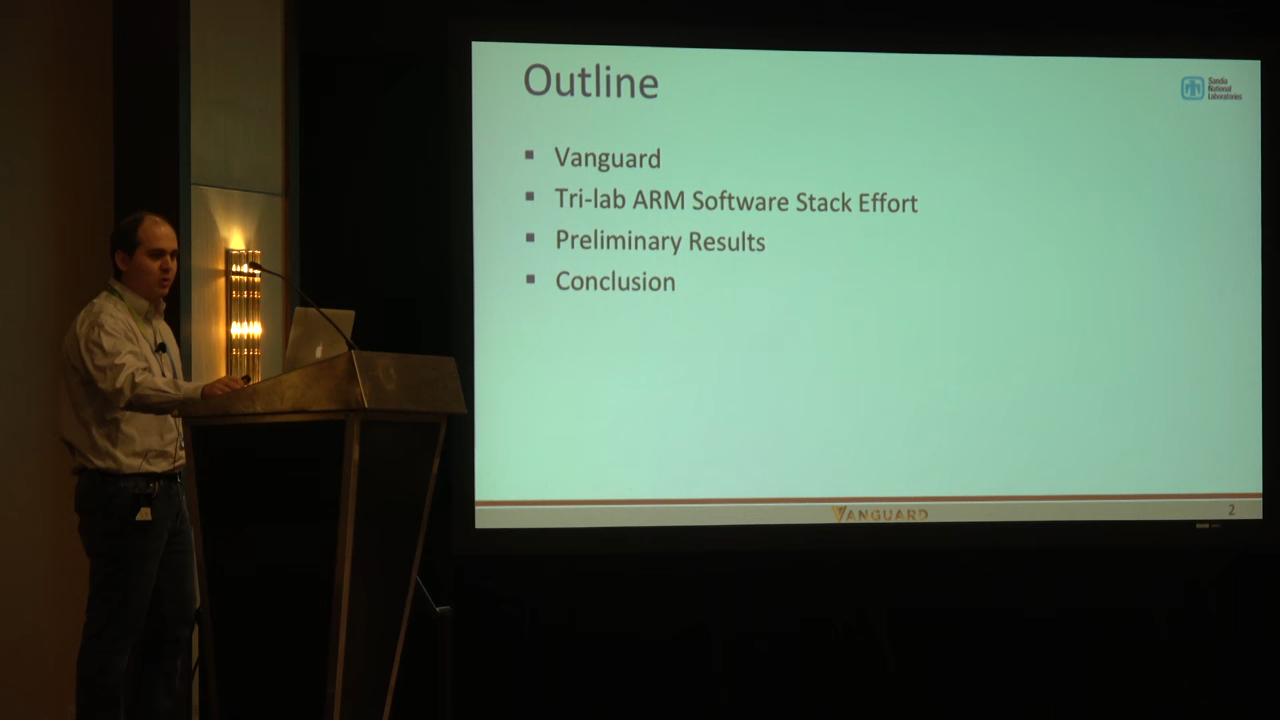 Outline
Sandia
National
Laboratories
▪ Vanguard
▪ Tri-lab ARM Software Stack Effort
▪ Preliminary Results
▪ Conclusion
VANGUARD
2